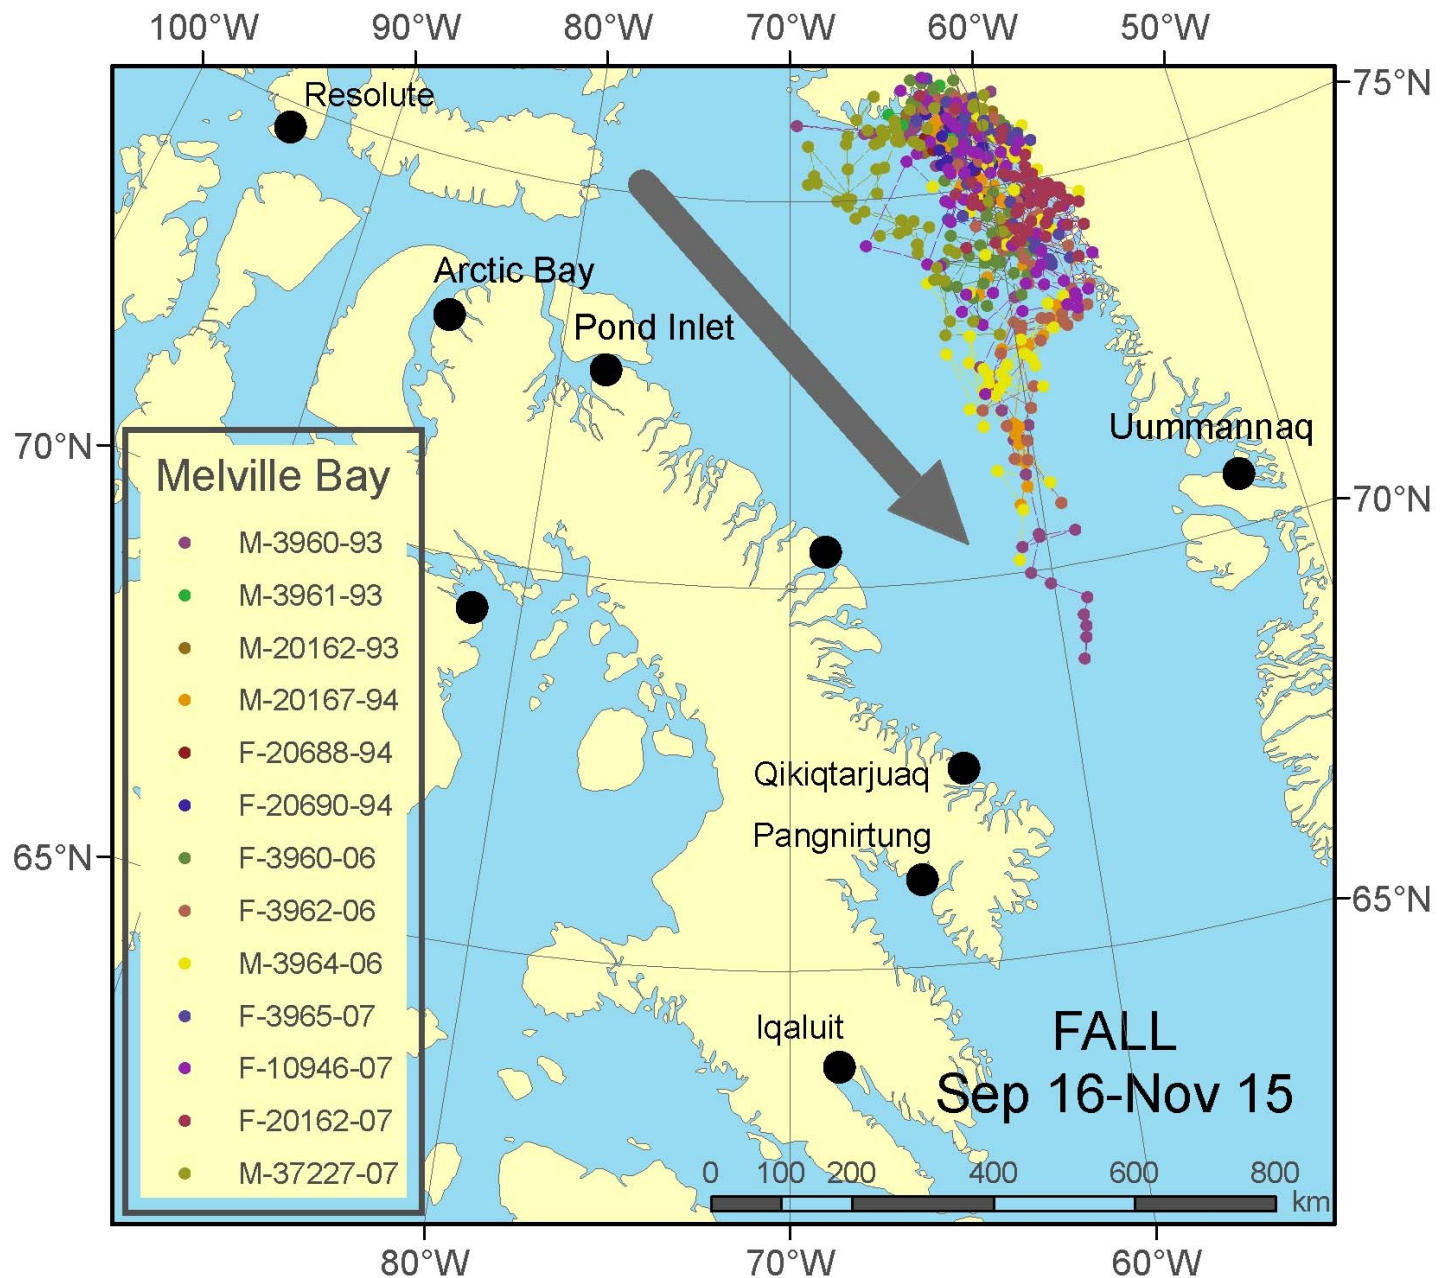 100°W 90°W 80°W 70°W 60°W 50°W
75°N
Resolute
Arctic Bay
Pond Inlet
Uummannaq
70°N
70°N
Melville Bay
M-3960-93
M-3961-93
M-20162-93
M-20167-94
F-20688-94
F-20690-94
F-3960-06
F-3962-06
M-3964-06
F-3965-07
F-10946-07
F-20162-07
M-37227-07
Qikiqtarjuaq
Pangnirtung
65°N
65°N
Iqaluit
FALL
Sep 16-Nov 15
0 100 200 400 600 800
km
80°W 70°W 60°W